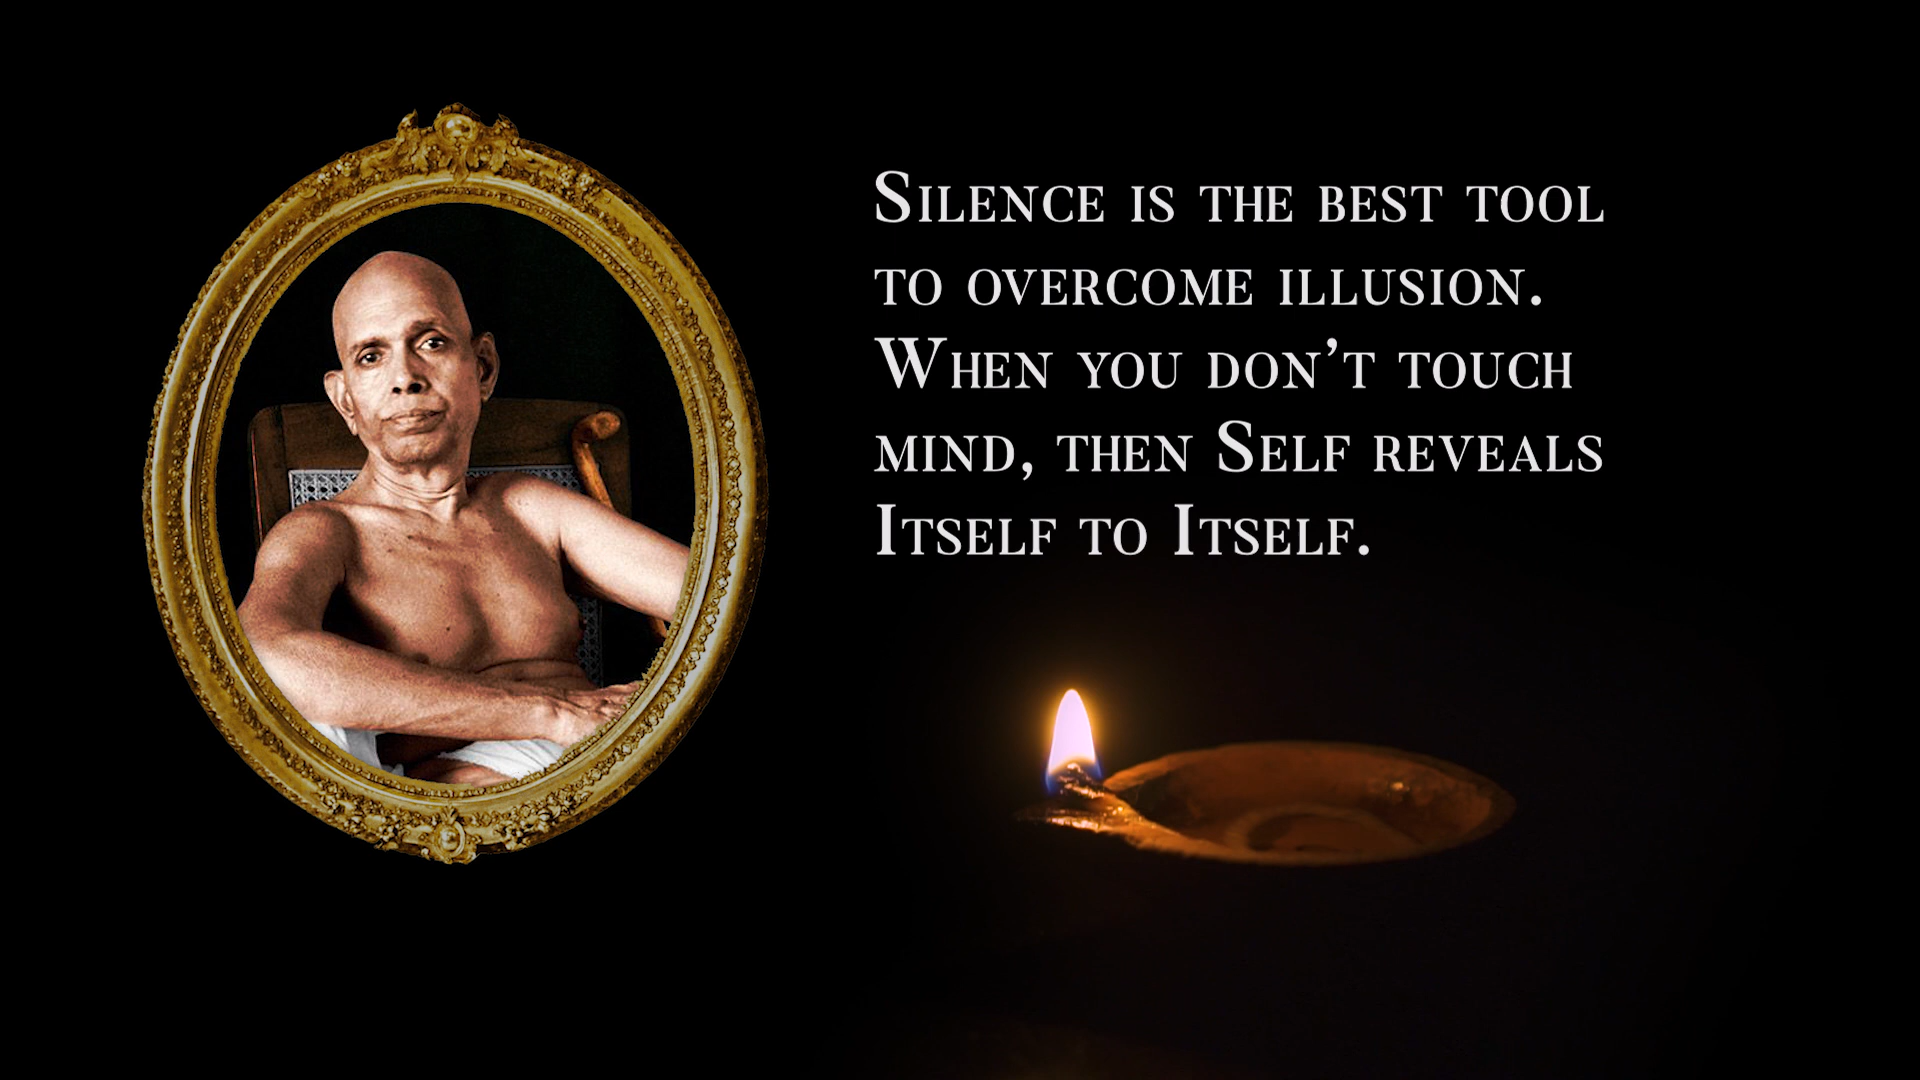 Silence is the best tool
to overcome illusion.
When you don’t touch
mind, then Self reveals
Itself to Itself.